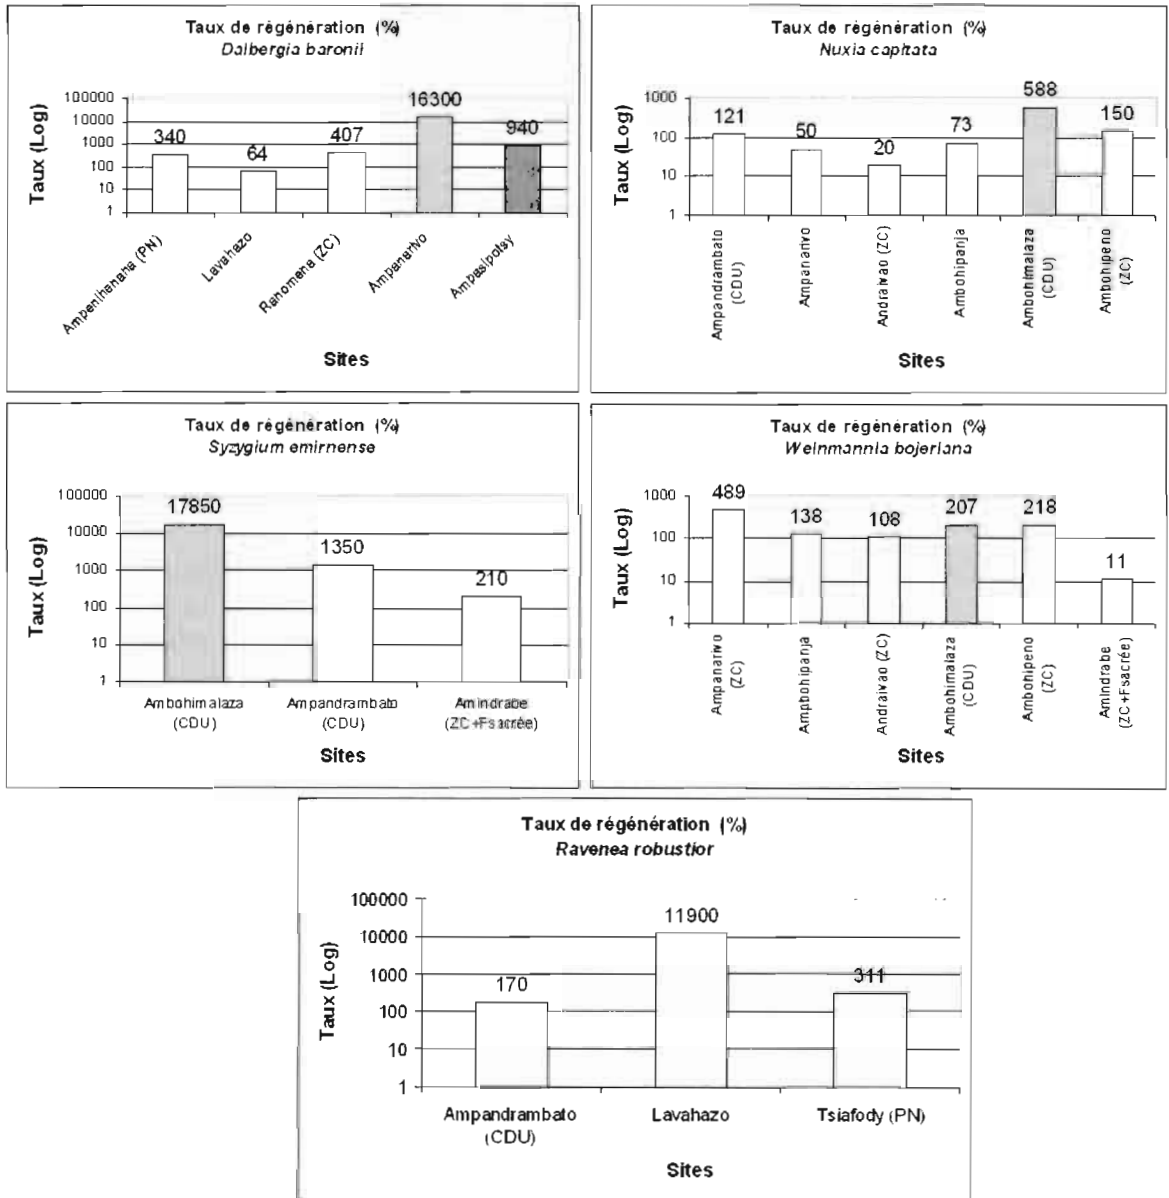 Taux de régénération (%)
Dalbergia baronii
Taux (Log)
100000
10000
1000
100
10
1
340
64
407
16300
940
Ampenihenana (PN)
Lavahazo
Ranomena (ZC)
Ampanarivo
Ampasipotsy
Sites
Taux de régénération (%)
Nuxia capitata
Taux (Log)
1000
100
10
1
121
50
20
73
588
150
Ampandrambato
(CDU)
Ampanarivo
Andraivao (ZC)
Ambohipanja
Ambohimalaza
(CDU)
Ambohipeno
(ZC)
Sites
Taux de régénération (%)
Syzygium emirnense
Taux (Log)
100000
10000
1000
100
10
1
17850
1350
210
Ambohimalaza
(CDU)
Ampandrambato
(CDU)
Amindrabe
(ZC+Fsacrée)
Sites
Taux de régénération (%)
Weinmannia bojeriana
Taux (Log)
1000
100
10
1
489
138
108
207
218
11
Ampanarivo
(ZC)
Ampbohipanja
Andraivao (ZC)
Ambohimalaza
(CDU)
Ambohipeno
(ZC)
Amindrabe
(ZC+Fsacrée)
Sites
Taux de régénération (%)
Ravenea robustior
Taux (Log)
100000
10000
1000
100
10
1
170
11900
311
Ampandrambato
(CDU)
Lavahazo
Tsiafody (PN)
Sites